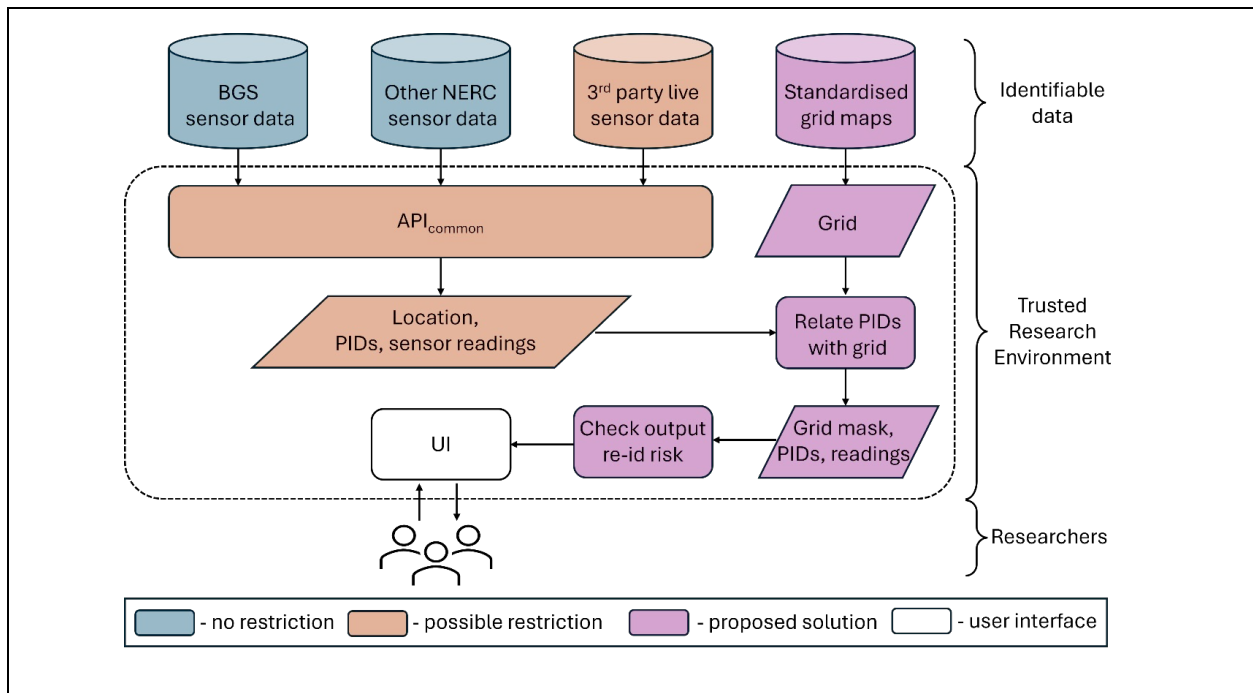 BGS
sensor data
Other NERC
sensor data
3rd party live
sensor data
Standardised
grid maps
Identifiable
data
APIcommon
Grid
Location,
PIDs, sensor readings
Relate PIDs
with grid
Trusted
Research
Environment
UI
Check output
re-id risk
Grid mask,
PIDs, readings
Researchers
- no restriction
- possible restriction
- proposed solution
- user interface